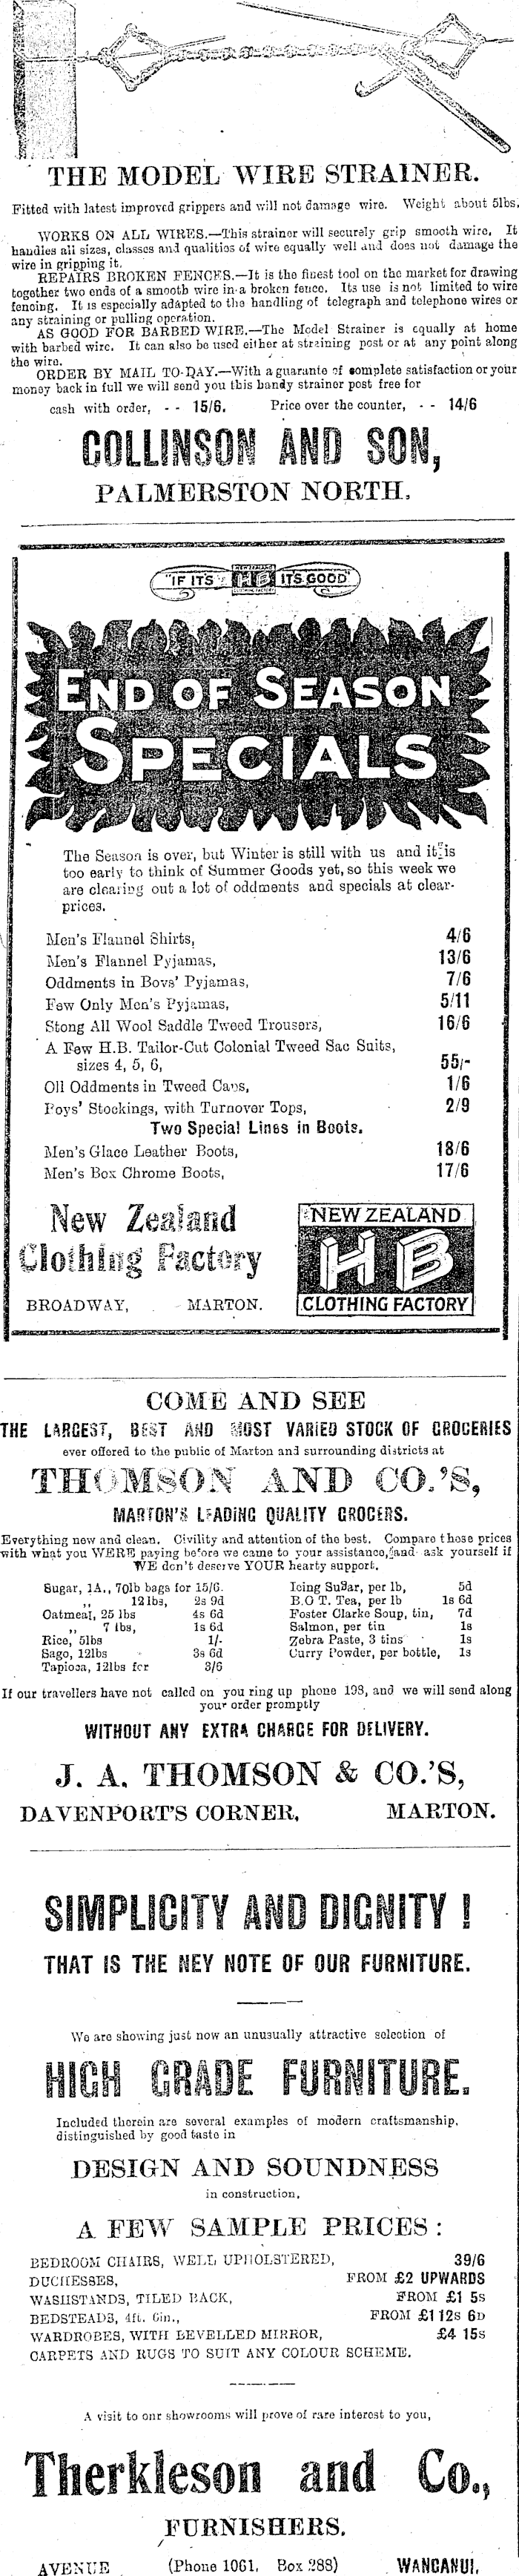 THE MODEL WIRE STRAINER.
Fitted with latest improved grippers and will not damage wire. Weight about 5lbs.
WORKS ON ALL WIRES.—This strainer will securely grip smooth wire. It
handles all sizes, classes and qualities of wire equally well and does not damage the
wire in gripping it.
REPAIRS BROKEN FENCES.—It is the finest tool on the market for drawing
together two ends of a smooth wire in a broken fence. Its use is not limited to wire
fencing. It is especially adapted to the handling of telegraph and telephone wires or
any straining or pulling operation.
AS GOOD FOR BARBED WIRE.—The Model Strainer is equally at home
with barbed wire. It can also be used either at straining post or at any point along
the wire.
ORDER BY MAIL TO-DAY.—With a guarante of complete satisfaction or your
money back in full we will send you this handy strainer post free for
cash with order, - - 15/6. Price over the counter, - - 14/6
COLLINSON AND SON,
PALMERSTON NORTH.
"IF IT'S NEW ZEALAND HB CLOTHING FACTORY IT'S GOOD"
END OF SEASON
SPECIALS
The Season is over, but Winter is still with us and it is
too early to think of Summer Goods yet, so this week we
are clearing out a lot of oddments and specials at clear-
prices.
Men's Flannel Shirts, 4/6
Men's Flannel Pyjamas, 13/6
Oddments in Boys' Pyjamas, 7/6
Few Only Men's Pyjamas, 5/11
Stong All Wool Saddle Tweed Trousers, 16/6
A Few H.B. Tailor-Cut Colonial Tweed Sac Suits,
sizes 4, 5, 6, 55/-
Oll Oddments in Tweed Caps, 1/6
Boys' Stockings, with Turnover Tops, 2/9
Two Special Lines in Boots.
Men's Glace Leather Boots, 18/6
Men's Box Chrome Boots, 17/6
New Zealand
Clothing Factory
BROADWAY, MARTON.
NEW ZEALAND
HB
CLOTHING FACTORY
COME AND SEE
THE LARGEST, BEST AND MOST VARIED STOCK OF GROCERIES
ever offered to the public of Marton and surrounding districts at
THOMSON AND CO.'S,
MARTON'S LEADING QUALITY GROCERS.
Everything new and clean. Civility and attention of the best. Compare these prices
with what you WERE paying before we came to your assistance, and ask yourself if
WE don't deserve YOUR hearty support.
Sugar, 1A., 70lb bags for 15/6.
,, 12lbs, 2s 9d
Oatmeal, 25 lbs 4s 6d
,, 7 lbs, 1s 6d
Rice, 5lbs 1/-
Sago, 12lbs 3s 6d
Tapioca, 12lbs for 3/6
Icing Sugar, per lb, 5d
B.O T. Tea, per lb 1s 6d
Foster Clarke Soup, tin, 7d
Salmon, per tin 1s
Zebra Paste, 3 tins 1s
Curry Powder, per bottle, 1s
If our travellers have not called on you ring up phone 198, and we will send along
your order promptly
WITHOUT ANY EXTRA CHARGE FOR DELIVERY.
J. A. THOMSON & CO.'S,
DAVENPORT'S CORNER, MARTON.
SIMPLICITY AND DIGNITY!
THAT IS THE NEY NOTE OF OUR FURNITURE.
We are showing just now an unusually attractive selection of
HIGH GRADE FURNITURE.
Included therein are several examples of modern craftsmanship,
distinguished by good taste in
DESIGN AND SOUNDNESS
in construction,
A FEW SAMPLE PRICES:
BEDROOM CHAIRS, WELL UPHOLSTERED, 39/6
DUCHESSES, FROM £2 UPWARDS
WASHSTANDS, TILED BACK, FROM £1 5s
BEDSTEADS, 4ft. 6in., FROM £1 12s 6D
WARDROBES, WITH BEVELLED MIRROR, £4 15s
CARPETS AND RUGS TO SUIT ANY COLOUR SCHEME.
A visit to our showrooms will prove of rare interest to you,
Therkleson and Co.,
FURNISHERS.
AVENUE (Phone 1061, Box 288) WANGANUI,